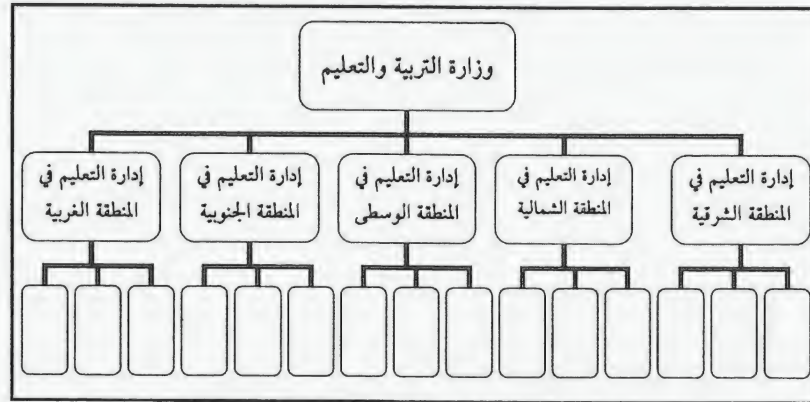 وزارة التربية والتعليم
إدارة التعليم في
المنطقة الشرقية
إدارة التعليم في
المنطقة الشمالية
إدارة التعليم في
المنطقة الوسطى
إدارة التعليم في
المنطقة الجنوبية
إدارة التعليم في
المنطقة الغربية